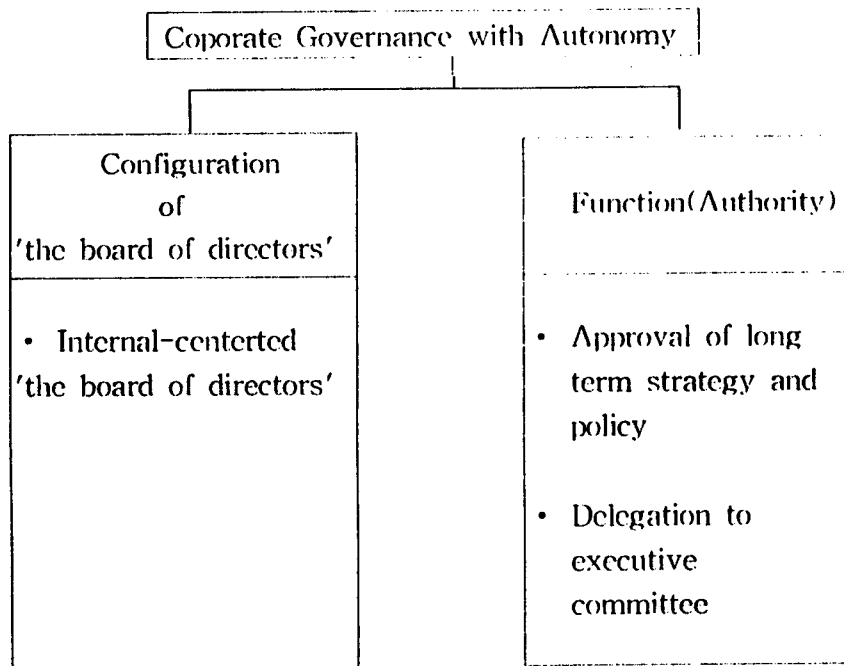 Coporate Governance with Autonomy
Configuration
of
'the board of directors'
• Internal-centerted
'the board of directors'
Function(Authority)
• Approval of long
term strategy and
policy
• Delegation to
executive
committee